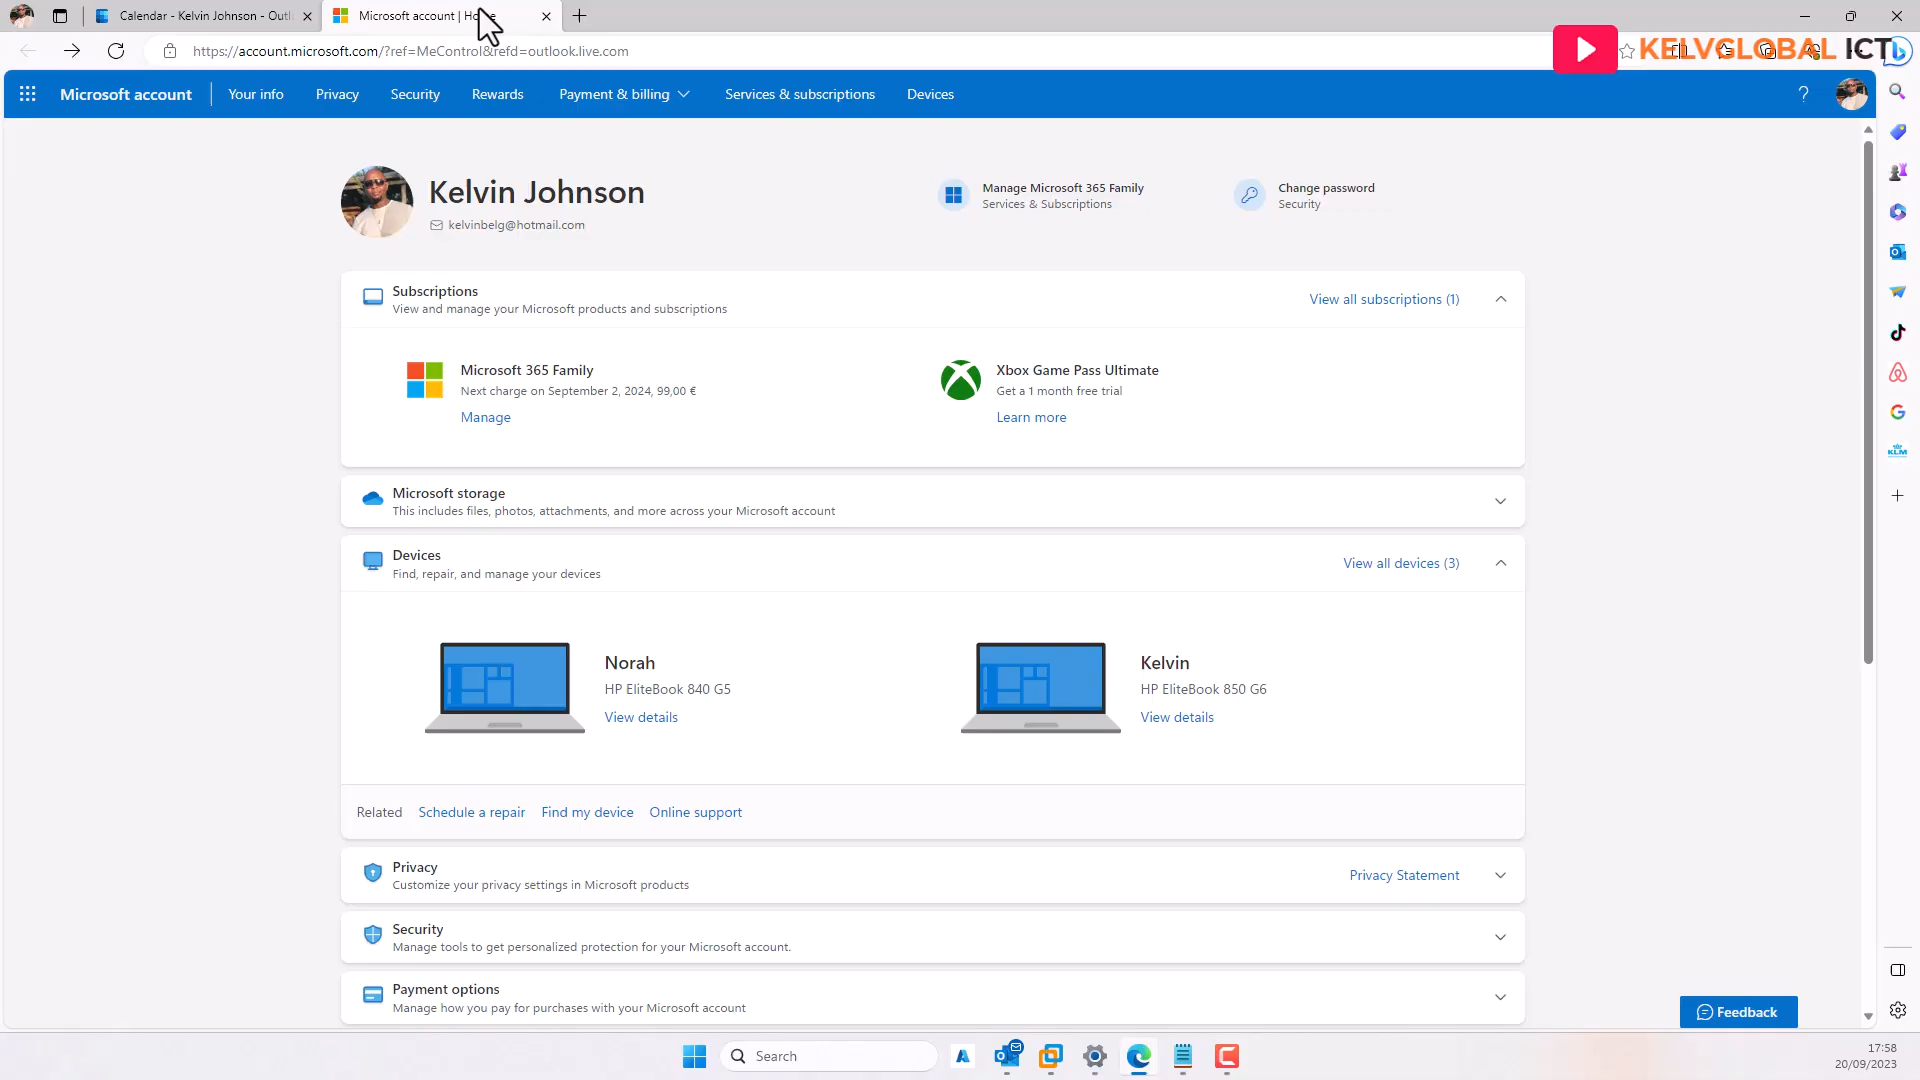 Calendar - Kelvin Johnson - Outl
Microsoft account | Ho
https://account.microsoft.com/?ref=MeControl&refd=outlook.live.com
KELVGLOBAL ICT
Microsoft account
Your info
Privacy
Security
Rewards
Payment & billing
Services & subscriptions
Devices
?
Kelvin Johnson
kelvinbelg@hotmail.com
Manage Microsoft 365 Family
Services & Subscriptions
Change password
Security
Subscriptions
View and manage your Microsoft products and subscriptions
View all subscriptions (1)
Microsoft 365 Family
Next charge on September 2, 2024, 99,00 €
Manage
Xbox Game Pass Ultimate
Get a 1 month free trial
Learn more
Microsoft storage
This includes files, photos, attachments, and more across your Microsoft account
Devices
Find, repair, and manage your devices
View all devices (3)
Norah
HP EliteBook 840 G5
View details
Kelvin
HP EliteBook 850 G6
View details
Related
Schedule a repair
Find my device
Online support
Privacy
Customize your privacy settings in Microsoft products
Privacy Statement
Security
Manage tools to get personalized protection for your Microsoft account.
Payment options
Manage how you pay for purchases with your Microsoft account
Feedback
KLM
Search
17:58
20/09/2023